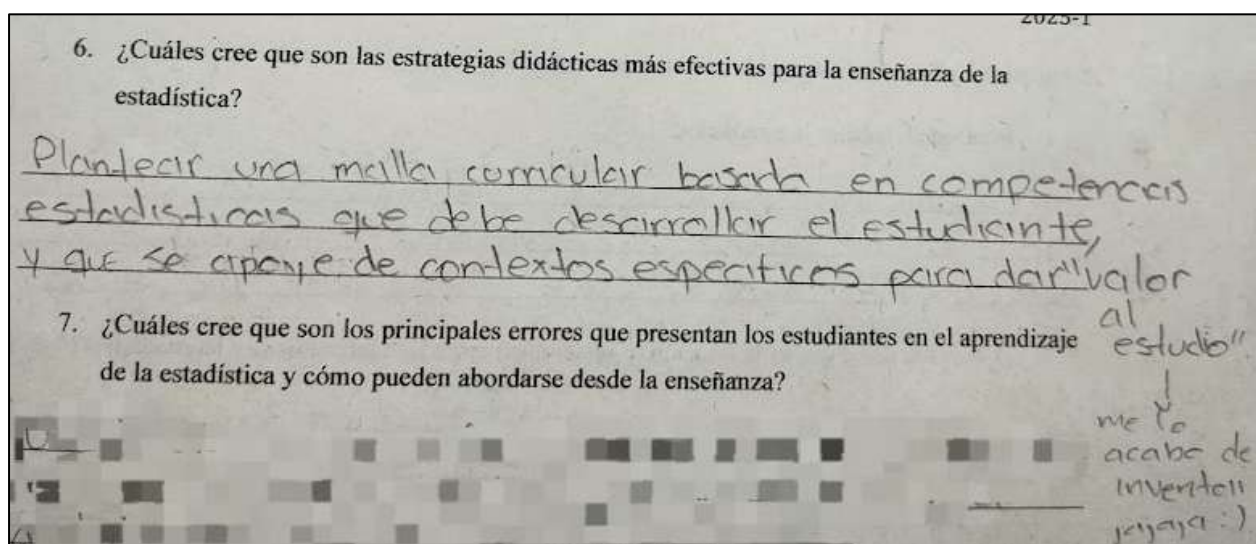 2025-1
6. ¿Cuáles cree que son las estrategias didácticas más efectivas para la enseñanza de la
estadística?
Plantear una malla curricular basada en competencias
estadísticas que debe desarrollar el estudiante,
y que se apoye de contextos especificos para dar "valor
al
estudio"
7. ¿Cuáles cree que son los principales errores que presentan los estudiantes en el aprendizaje
de la estadística y cómo pueden abordarse desde la enseñanza?
me lo
acabe de
inventar
jajaja :)